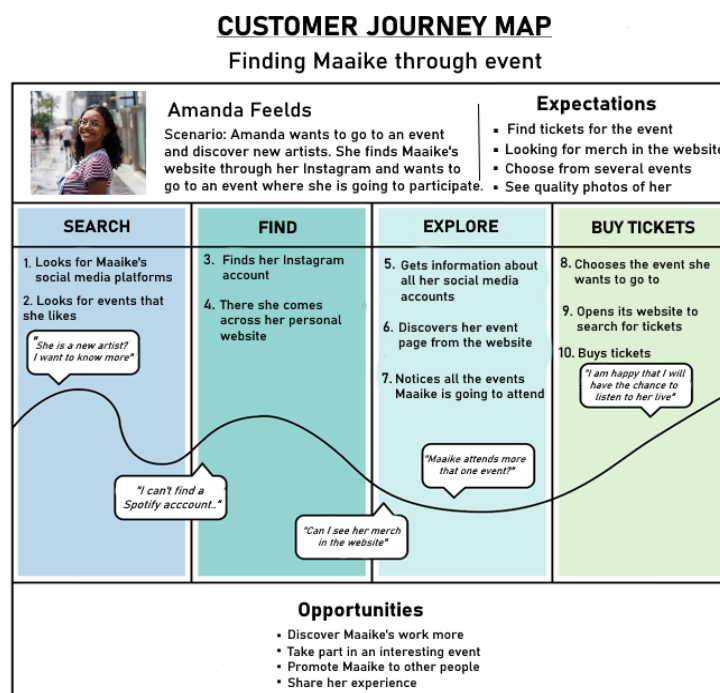 CUSTOMER JOURNEY MAP
Finding Maaike through event
Amanda Feelds
Scenario: Amanda wants to go to an event
and discover new artists. She finds Maaike's
website through her Instagram and wants to
go to an event where she is going to participate.
Expectations
▪ Find tickets for the event
▪ Looking for merch in the website
▪ Choose from several events
▪ See quality photos of her
SEARCH
1. Looks for Maaike's
social media platforms
2. Looks for events that
she likes
"She is a new artist?
I want to know more"
"I can't find a
Spotify acccount.."
FIND
3. Finds her Instagram
account
4. There she comes
across her personal
website
"Can I see her merch
in the website"
EXPLORE
5. Gets information about
all her social media
accounts
6. Discovers her event
page from the website
7. Notices all the events
Maaike is going to attend
"Maaike attends more
that one event?"
BUY TICKETS
8. Chooses the event she
wants to go to
9. Opens its website to
search for tickets
10. Buys tickets
"I am happy that I will
have the chance to
listen to her live"
Opportunities
▪ Discover Maaike's work more
▪ Take part in an interesting event
▪ Promote Maaike to other people
▪ Share her experience